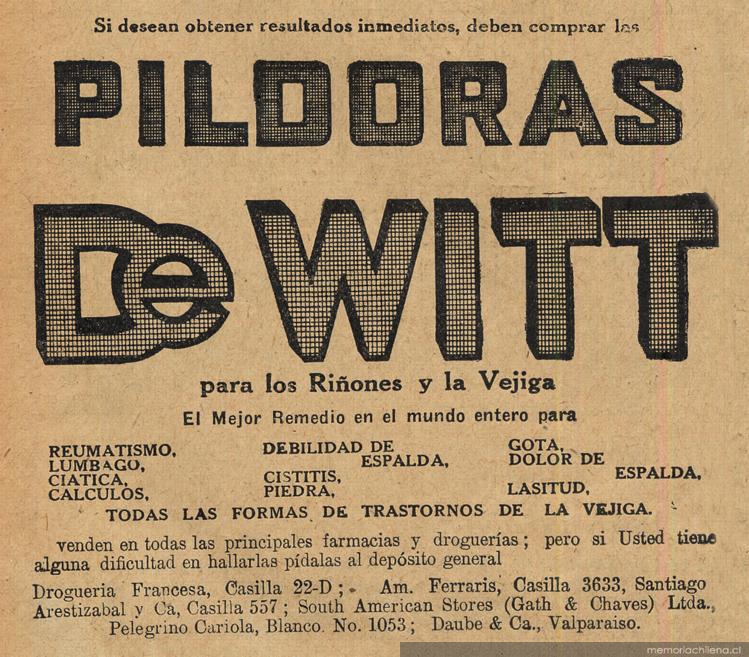 Si desean obtener resultados inmediatos, deben comprar las
PILDORAS
De WITT
para los Riñones y la Vejiga
El Mejor Remedio en el mundo entero para
REUMATISMO,
LUMBAGO,
CIATICA,
CALCULOS,
DEBILIDAD DE
ESPALDA,
CISTITIS,
PIEDRA,
GOTA,
DOLOR DE
ESPALDA,
LASITUD,
TODAS LAS FORMAS DE TRASTORNOS DE LA VEJIGA.
venden en todas las principales farmacias y droguerías; pero si Usted tiene
alguna dificultad en hallarlas pídalas al depósito general
Drogueria Francesa, Casilla 22-D; Am. Ferraris, Casilla 3633, Santiago
Arestizabal y Ca, Casilla 557; South American Stores (Gath & Chaves) Ltda.,
Pelegrino Cariola, Blanco. No. 1053; Daube & Ca., Valparaiso.
memoriachilena.cl